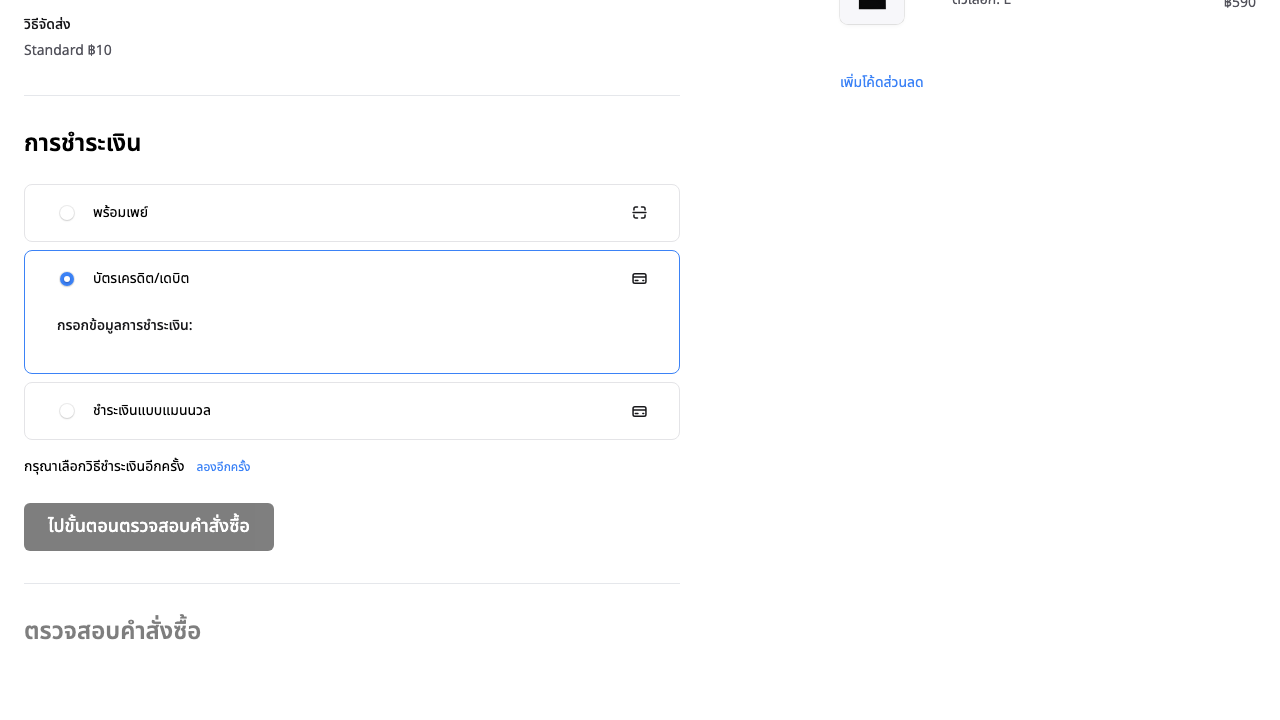 วิธีจัดส่ง
Standard ฿10
การชำระเงิน
พร้อมเพย์
บัตรเครดิต/เดบิต
กรอกข้อมูลการชำระเงิน:
ชำระเงินแบบแมนนวล
กรุณาเลือกวิธีชำระเงินอีกครั้ง ลองอีกครั้ง
ไปขั้นตอนตรวจสอบคำสั่งซื้อ
ตรวจสอบคำสั่งซื้อ
ตัวเลือก: L ฿590
เพิ่มโค้ดส่วนลด